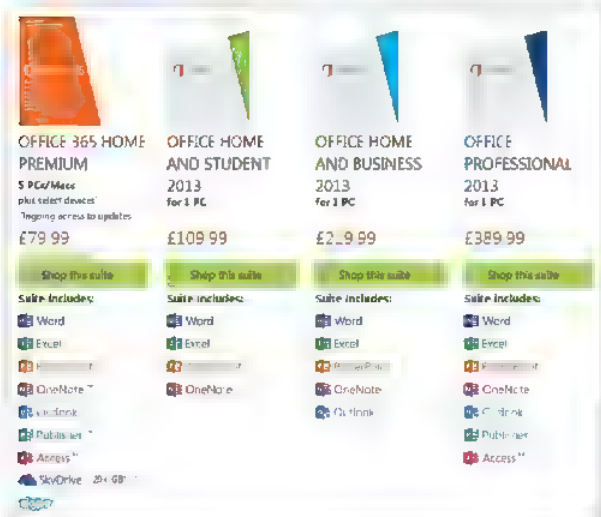 OFFICE 365 HOME
PREMIUM
5 PCs/Macs
plus select devices
Ongoing access to updates
£79.99
Shop this suite
Suite includes:
Word
Excel
OneNote
Outlook
Publisher
Access
SkyDrive
skype
OFFICE HOME
AND STUDENT
2013
for 1 PC
£109.99
Shop this suite
Suite includes:
Word
Excel
OneNote
OFFICE HOME
AND BUSINESS
2013
for 1 PC
Shop this suite
Suite includes:
Word
Excel
PowerPoint
OneNote
Outlook
OFFICE
PROFESSIONAL
2013
for 1 PC
£389.99
Shop this suite
Suite includes:
Word
Excel
OneNote
Outlook
Publisher
Access